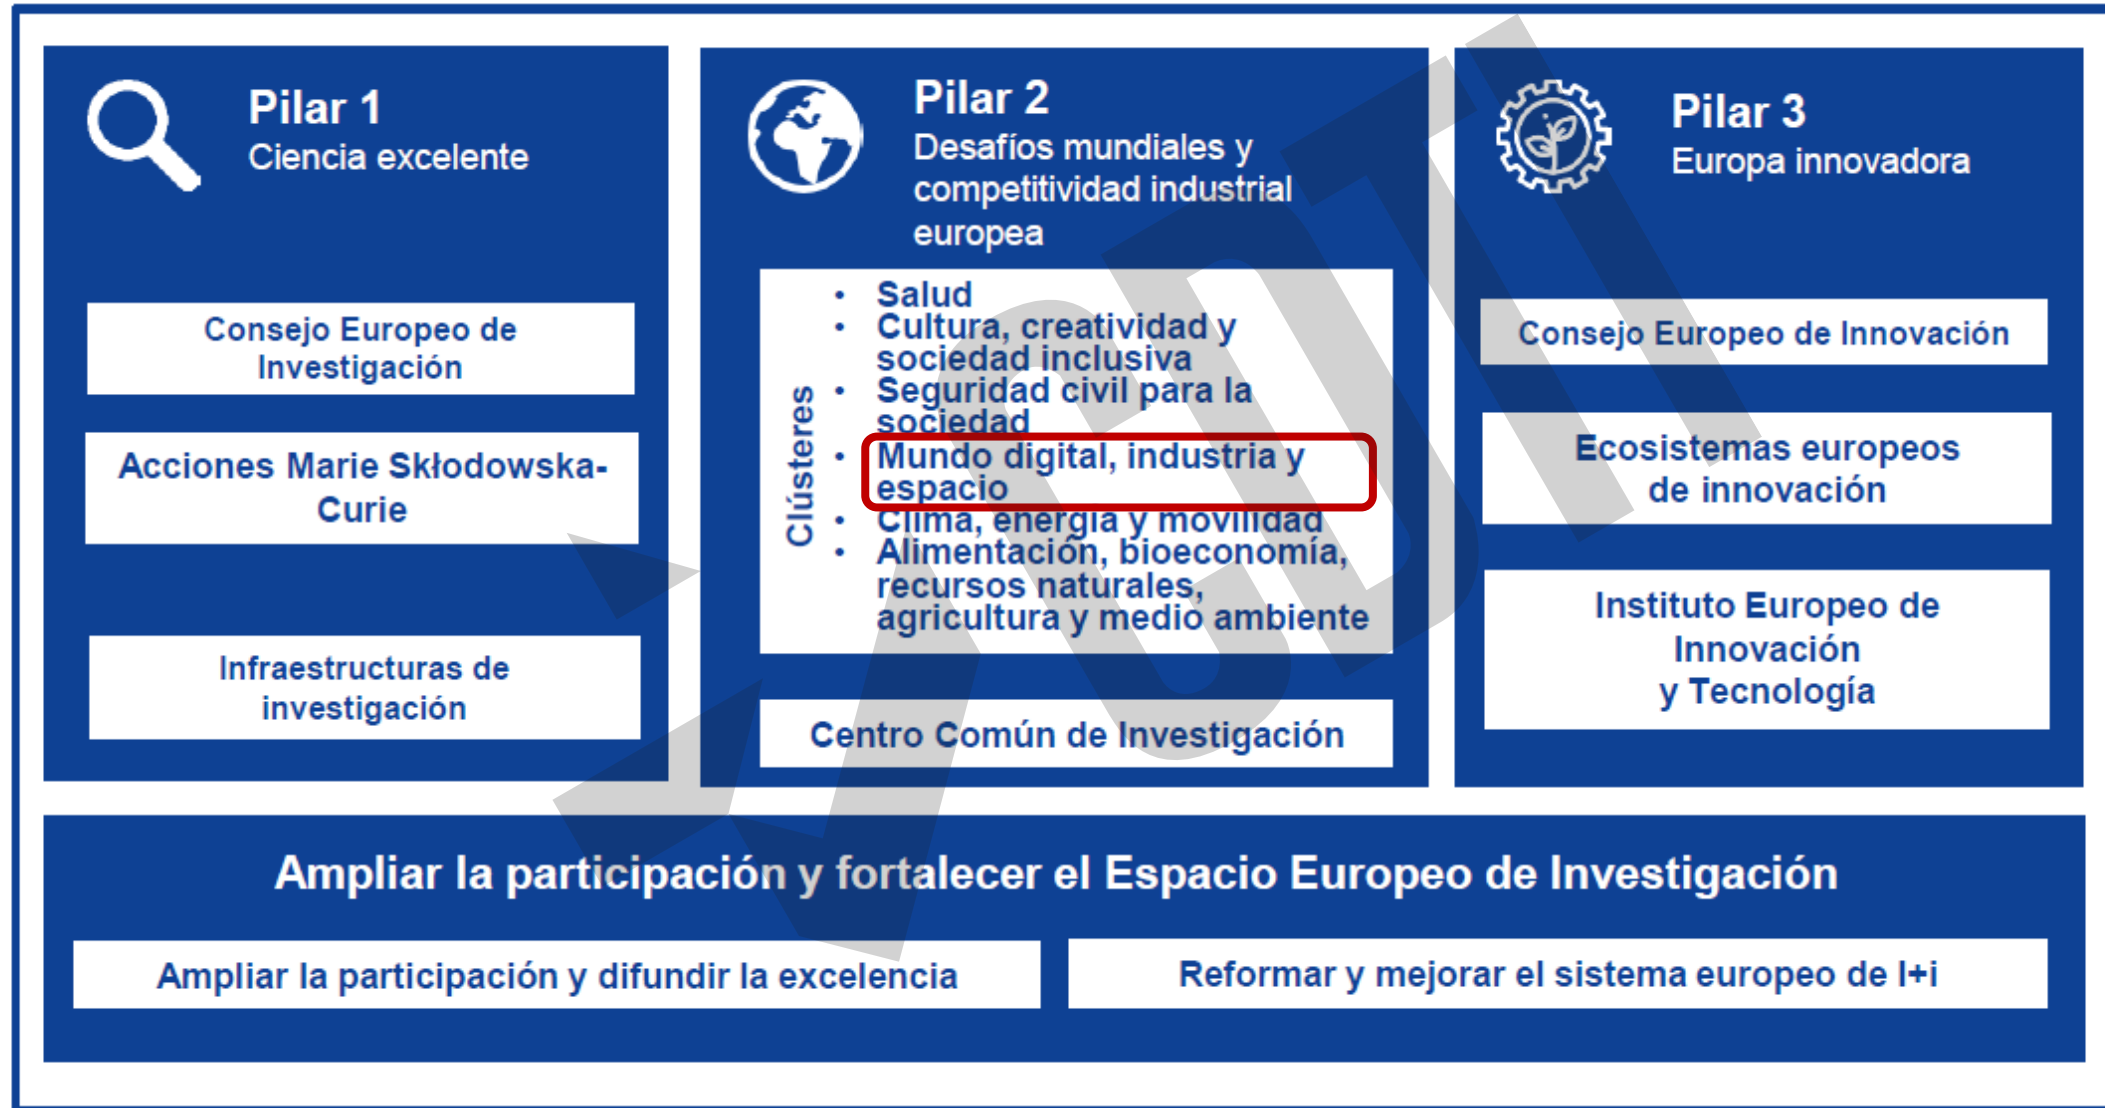 Pilar 1
Ciencia excelente
Consejo Europeo de
Investigación
Acciones Marie Skłodowska-
Curie
Infraestructuras de
investigación
Pilar 2
Desafíos mundiales y
competitividad industrial
europea
Clústeres
• Salud
• Cultura, creatividad y
sociedad inclusiva
• Seguridad civil para la
sociedad
• Mundo digital, industria y
espacio
• Clima, energía y movilidad
• Alimentación, bioeconomía,
recursos naturales,
agricultura y medio ambiente
Centro Común de Investigación
Pilar 3
Europa innovadora
Consejo Europeo de Innovación
Ecosistemas europeos
de innovación
Instituto Europeo de
Innovación
y Tecnología
Ampliar la participación y fortalecer el Espacio Europeo de Investigación
Ampliar la participación y difundir la excelencia
Reformar y mejorar el sistema europeo de I+i
CDTI